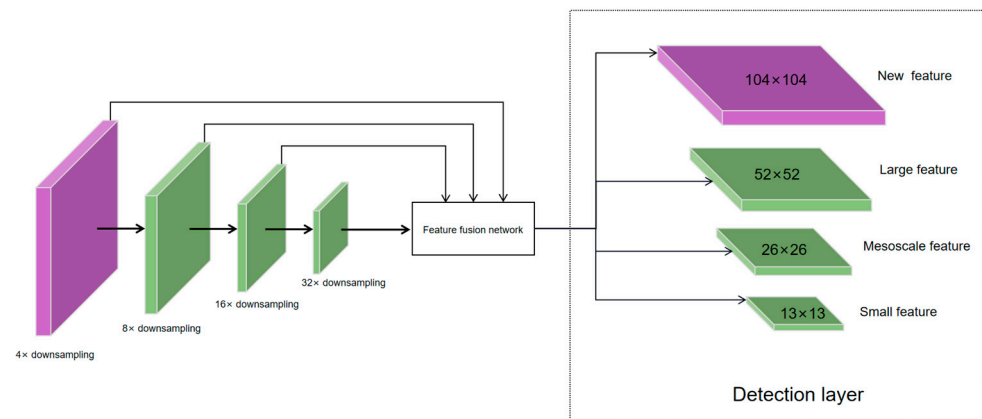 104×104
New feature
52×52
Large feature
Feature fusion network
26×26
Mesoscale feature
32× downsampling
16× downsampling
13×13
Small feature
8× downsampling
4× downsampling
Detection layer